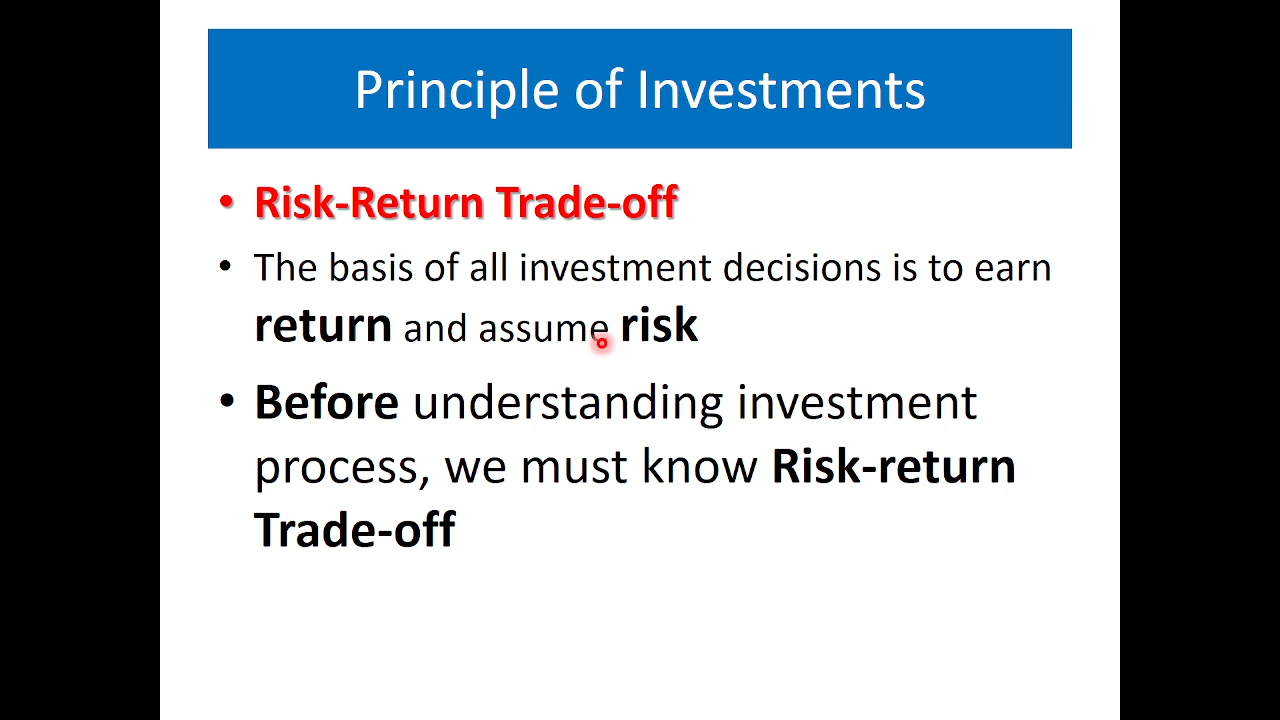 Principle of Investments
• Risk-Return Trade-off
• The basis of all investment decisions is to earn
return and assume risk
• Before understanding investment
process, we must know Risk-return
Trade-off